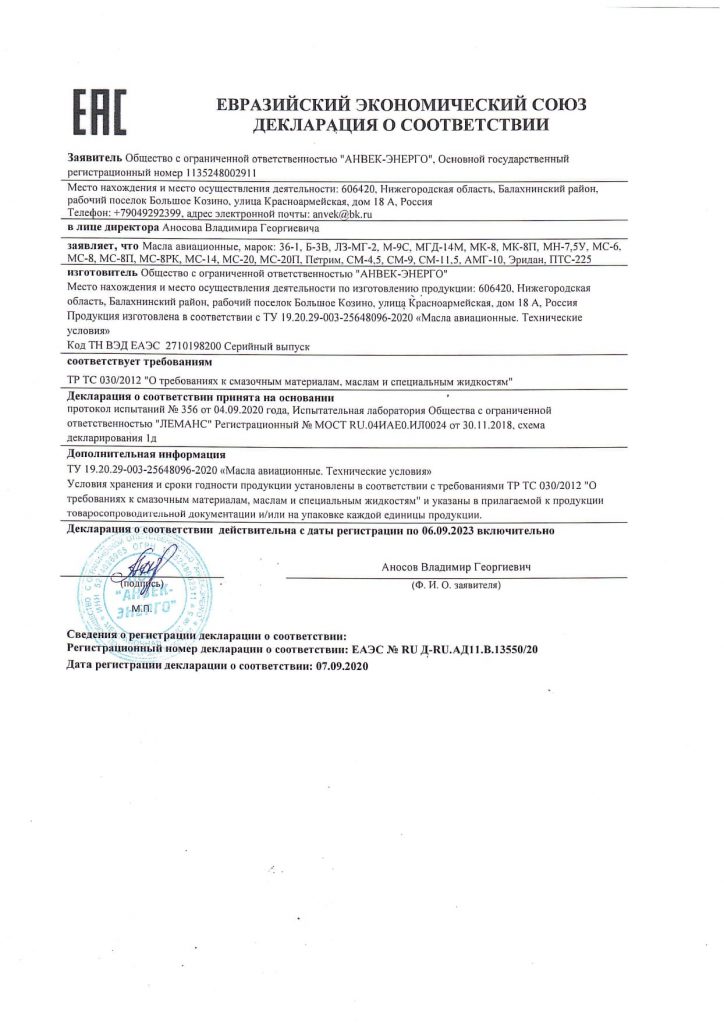 EAC
ЕВРАЗИЙСКИЙ ЭКОНОМИЧЕСКИЙ СОЮЗ
ДЕКЛАРАЦИЯ О СООТВЕТСТВИИ
Заявитель Общество с ограниченной ответственностью "АНВЕК-ЭНЕРГО", Основной государственный
регистрационный номер 1135248002911
Место нахождения и место осуществления деятельности: 606420, Нижегородская область, Балахнинский район,
рабочий поселок Большое Козино, улица Красноармейская, дом 18 А, Россия
Телефон: +79049292399, адрес электронной почты: anvek@bk.ru
в лице директора Аносова Владимира Георгиевича
заявляет, что Масла авиационные, марок: 36-1, Б-3В, ЛЗ-МГ-2, М-9С, МГД-14М, МК-8, МК-8П, МН-7,5У, МС-6.
МС-8, МС-8П, МС-8РК, МС-14, МС-20, МС-20П, Петрим, СМ-4,5, СМ-9, СМ-11,5, АМГ-10, Эридан, ПТС-225
изготовитель Общество с ограниченной ответственностью "АНВЕК-ЭНЕРГО"
Место нахождения и место осуществления деятельности по изготовлению продукции: 606420, Нижегородская
область, Балахнинский район, рабочий поселок Большое Козино, улица Красноармейская, дом 18 А, Россия
Продукция изготовлена в соответствии с ТУ 19.20.29-003-25648096-2020 «Масла авиационные. Технические
условия»
Код ТН ВЭД ЕАЭС 2710198200 Серийный выпуск
соответствует требованиям
ТР ТС 030/2012 "О требованиях к смазочным материалам, маслам и специальным жидкостям"
Декларация о соответствии принята на основании
протокол испытаний № 356 от 04.09.2020 года, Испытательная лаборатория Общества с ограниченной
ответственностью "ЛЕМАНС" Регистрационный № МОСТ RU.04ИАЕ0.ИЛ0024 от 30.11.2018, схема
декларирования 1д
Дополнительная информация
ТУ 19.20.29-003-25648096-2020 «Масла авиационные. Технические условия»
Условия хранения и сроки годности продукции установлены в соответствии с требованиями ТР ТС 030/2012 "О
требованиях к смазочным материалам, маслам и специальным жидкостям" и указаны в прилагаемой к продукции
товаросопроводительной документации и/или на упаковке каждой единицы продукции.
Декларация о соответствии действительна с даты регистрации по 06.09.2023 включительно
Аносов Владимир Георгиевич
(подпись)
(Ф. И. О. заявителя)
"АНВЕК-
ЭНЕРГО"
М.П.
Сведения о регистрации декларации о соответствии:
Регистрационный номер декларации о соответствии: ЕАЭС № RU Д-RU.АД11.В.13550/20
Дата регистрации декларации о соответствии: 07.09.2020